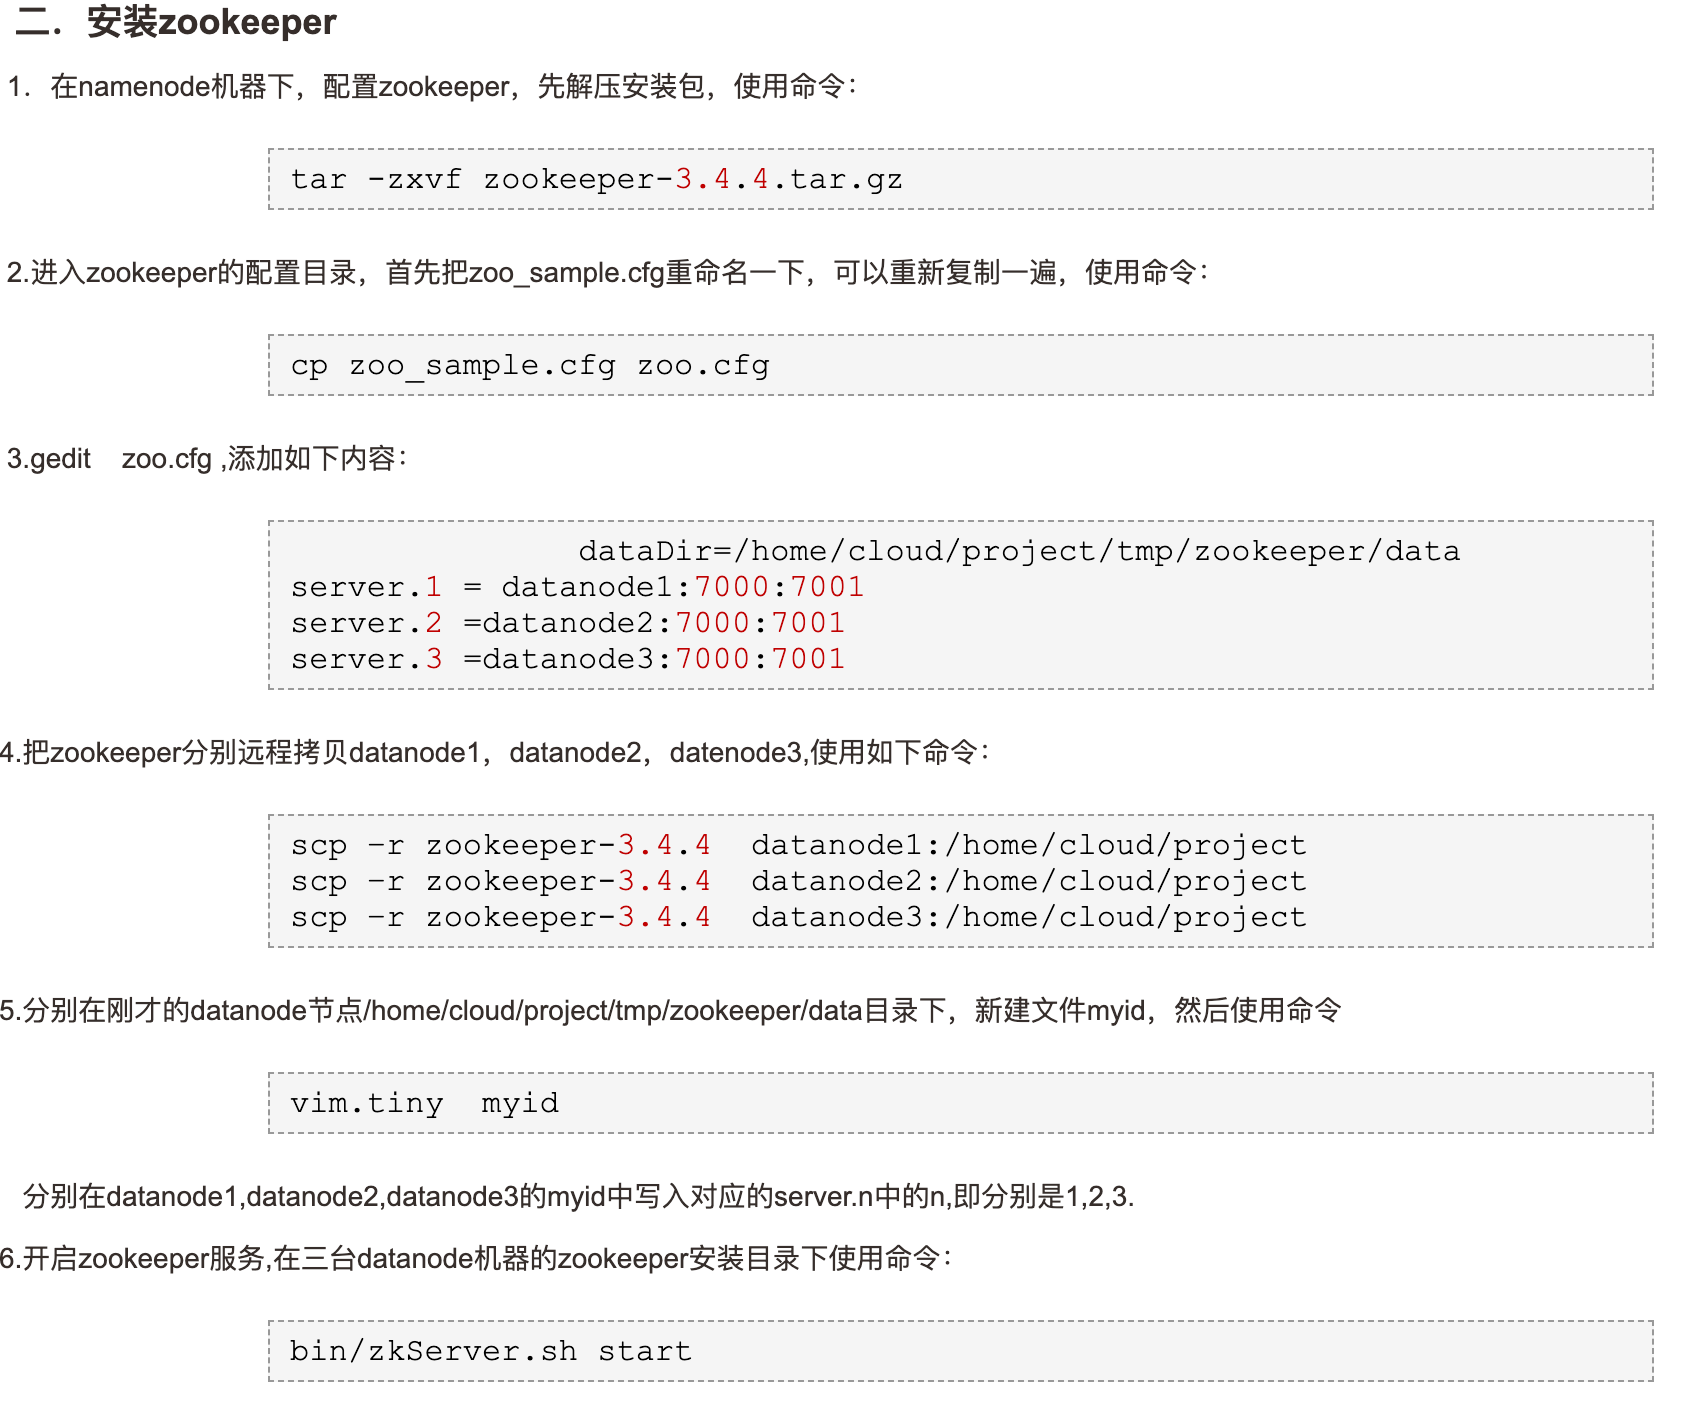 二．安装zookeeper
1．在namenode机器下，配置zookeeper，先解压安装包，使用命令：
tar -zxvf zookeeper-3.4.4.tar.gz
2.进入zookeeper的配置目录，首先把zoo_sample.cfg重命名一下，可以重新复制一遍，使用命令：
cp zoo_sample.cfg zoo.cfg
3.gedit    zoo.cfg ,添加如下内容：
dataDir=/home/cloud/project/tmp/zookeeper/data
server.1 = datanode1:7000:7001
server.2 =datanode2:7000:7001
server.3 =datanode3:7000:7001
4.把zookeeper分别远程拷贝datanode1，datanode2，datenode3,使用如下命令：
scp –r zookeeper-3.4.4  datanode1:/home/cloud/project
scp –r zookeeper-3.4.4  datanode2:/home/cloud/project
scp –r zookeeper-3.4.4  datanode3:/home/cloud/project
5.分别在刚才的datanode节点/home/cloud/project/tmp/zookeeper/data目录下，新建文件myid，然后使用命令
vim.tiny  myid
分别在datanode1,datanode2,datanode3的myid中写入对应的server.n中的n,即分别是1,2,3.
6.开启zookeeper服务,在三台datanode机器的zookeeper安装目录下使用命令：
bin/zkServer.sh start